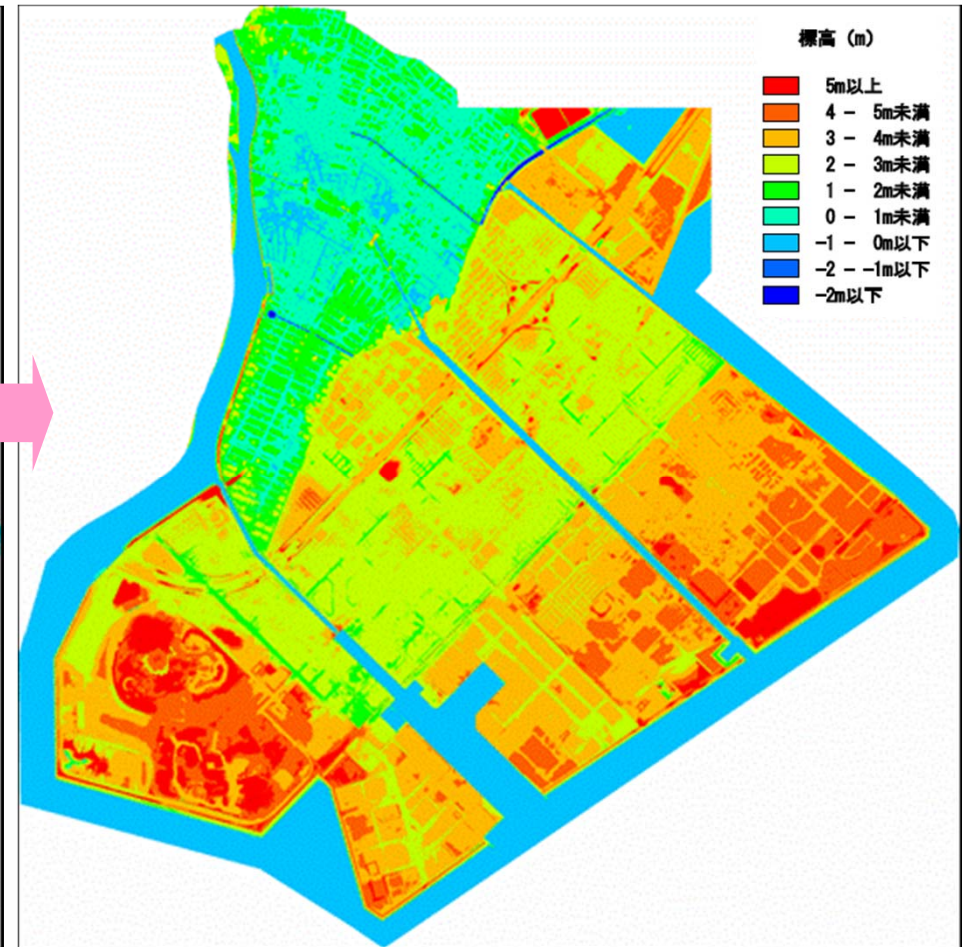 標高（m）
5m以上
4 － 5m未満
3 － 4m未満
2 － 3m未満
1 － 2m未満
0 － 1m未満
-1 － 0m以下
-2 － -1m以下
-2m以下